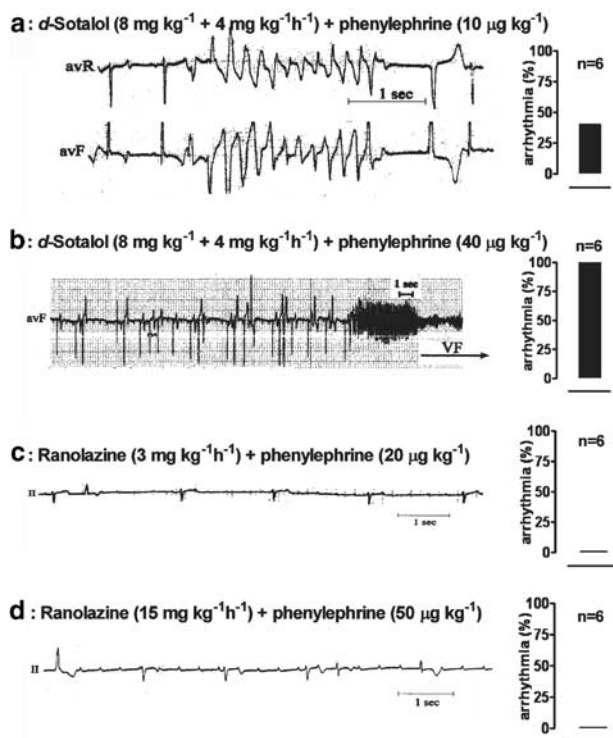 a : d-Sotalol (8 mg kg⁻¹ + 4 mg kg⁻¹h⁻¹) + phenylephrine (10 µg kg⁻¹)
avR
1 sec
avF
arrhythmia (%)
100
75
50
25
0
n=6
b : d-Sotalol (8 mg kg⁻¹ + 4 mg kg⁻¹h⁻¹) + phenylephrine (40 µg kg⁻¹)
1 sec
avF
VF
arrhythmia (%)
100
75
50
25
0
n=6
c : Ranolazine (3 mg kg⁻¹h⁻¹) + phenylephrine (20 µg kg⁻¹)
II
1 sec
arrhythmia (%)
100
75
50
25
0
n=6
d : Ranolazine (15 mg kg⁻¹h⁻¹) + phenylephrine (50 µg kg⁻¹)
II
1 sec
arrhythmia (%)
100
75
50
25
0
n=6